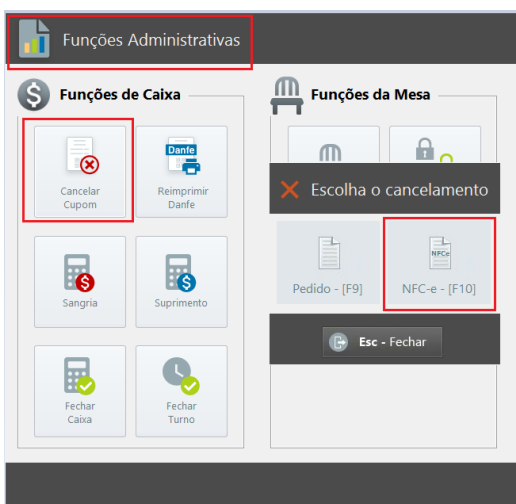 Funções Administrativas
Funções de Caixa
Cancelar
Cupom
Danfe
Reimprimir
Danfe
Sangria
Suprimento
Fechar
Caixa
Fechar
Turno
Funções da Mesa
Escolha o cancelamento
Pedido - [F9]
NFCe
NFC-e - [F10]
Esc - Fechar